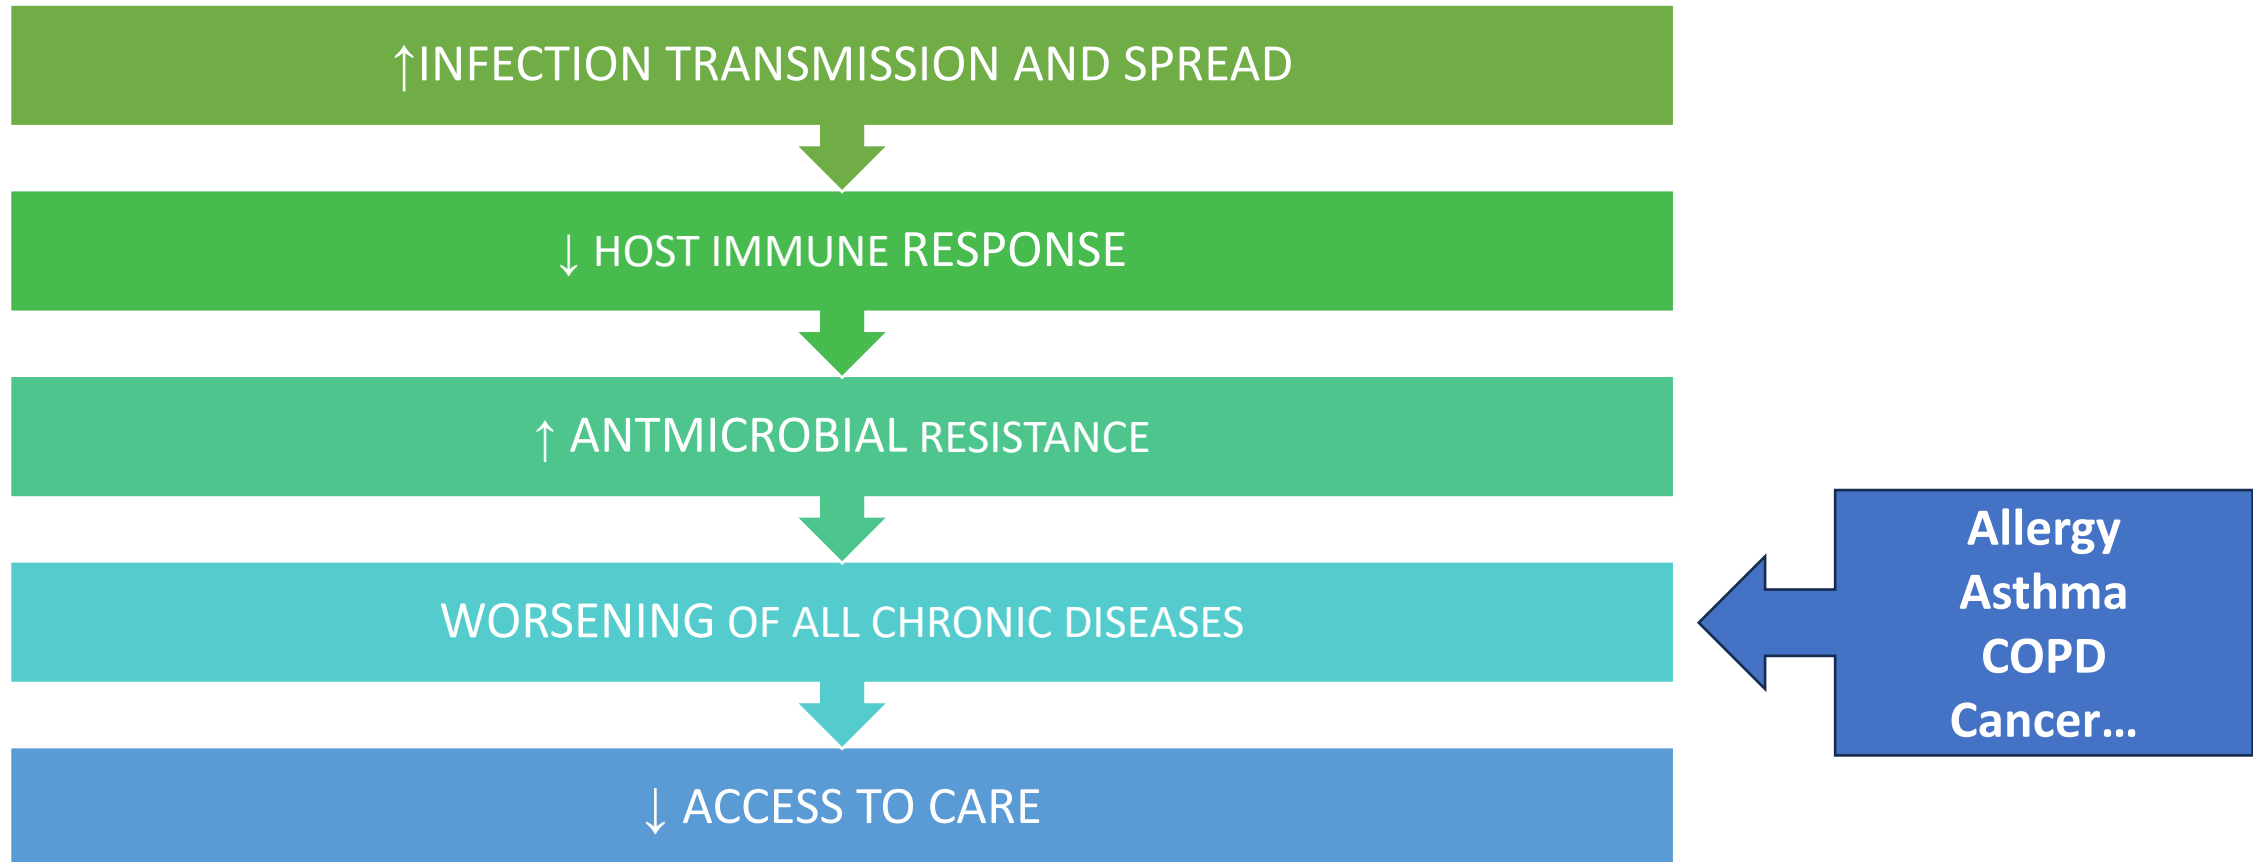 ↑INFECTION TRANSMISSION AND SPREAD
↓ HOST IMMUNE RESPONSE
↑ ANTMICROBIAL RESISTANCE
WORSENING OF ALL CHRONIC DISEASES
Allergy
Asthma
COPD
Cancer...
↓ ACCESS TO CARE